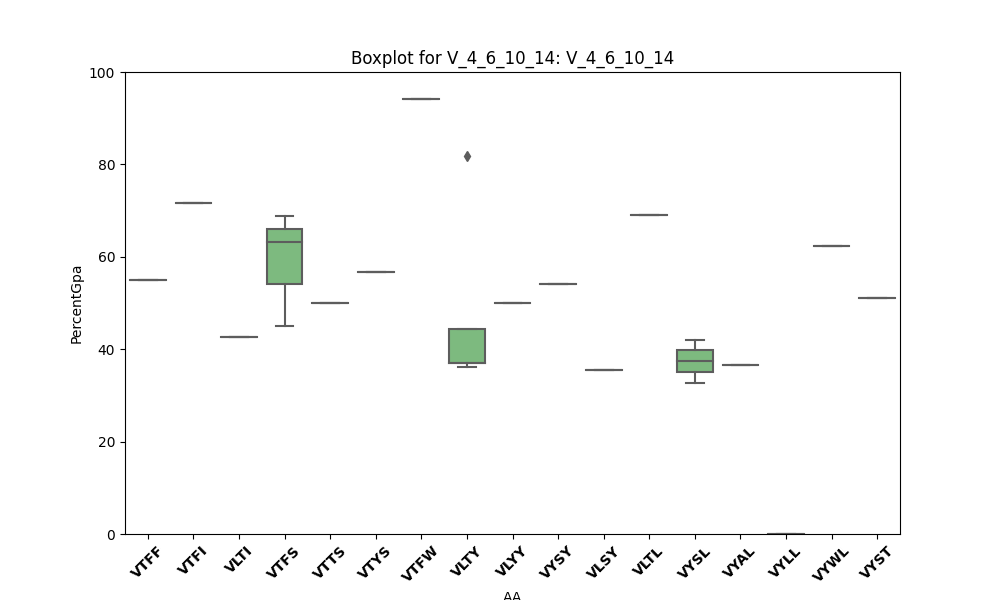 Boxplot for V_4_6_10_14: V_4_6_10_14
PercentGpa
100
80
60
40
20
0
VTFF VTFI VLTI VTFS VTTS VTYS VTFW VLTY VLYY VYSY VLSY VLTL VYSL VYAL VYLL VYWL VYST
AA